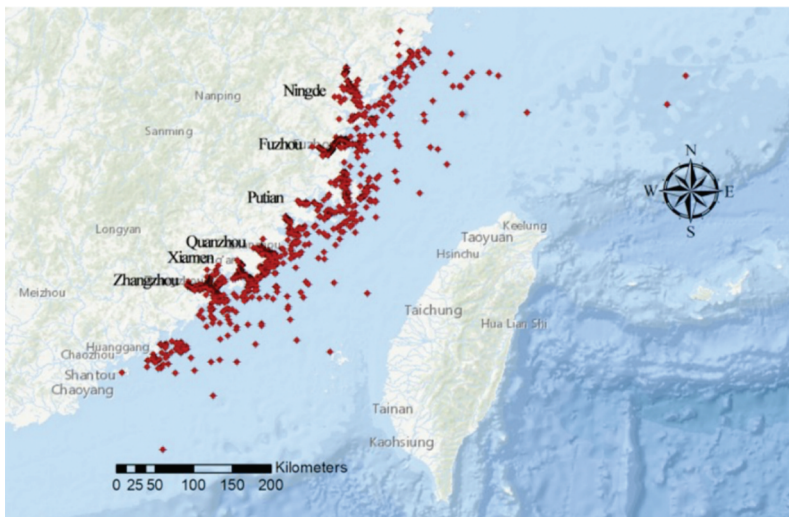 Ningde
Nanping
Sanming
Fuzhou
N
W E
S
Putian
Keelung
Taoyuan
Longyan
Quanzhou
Hsinchu
Xiamen
Zhangzhou
Meizhou
Taichung
Hua Lian Shi
Huanggang
Chaozhou
Shantou
Chaoyang
Tainan
Kaohsiung
Kilometers
0 25 50 100 150 200